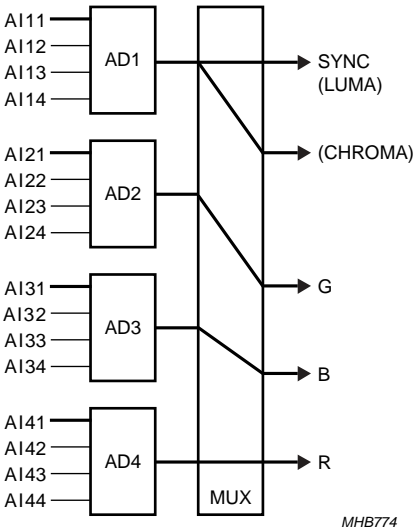 AI11
AI12
AI13
AI14
AD1
SYNC
(LUMA)
(CHROMA)
AI21
AI22
AI23
AI24
AD2
G
AI31
AI32
AI33
AI34
AD3
B
AI41
AI42
AI43
AI44
AD4
R
MUX
MHB774